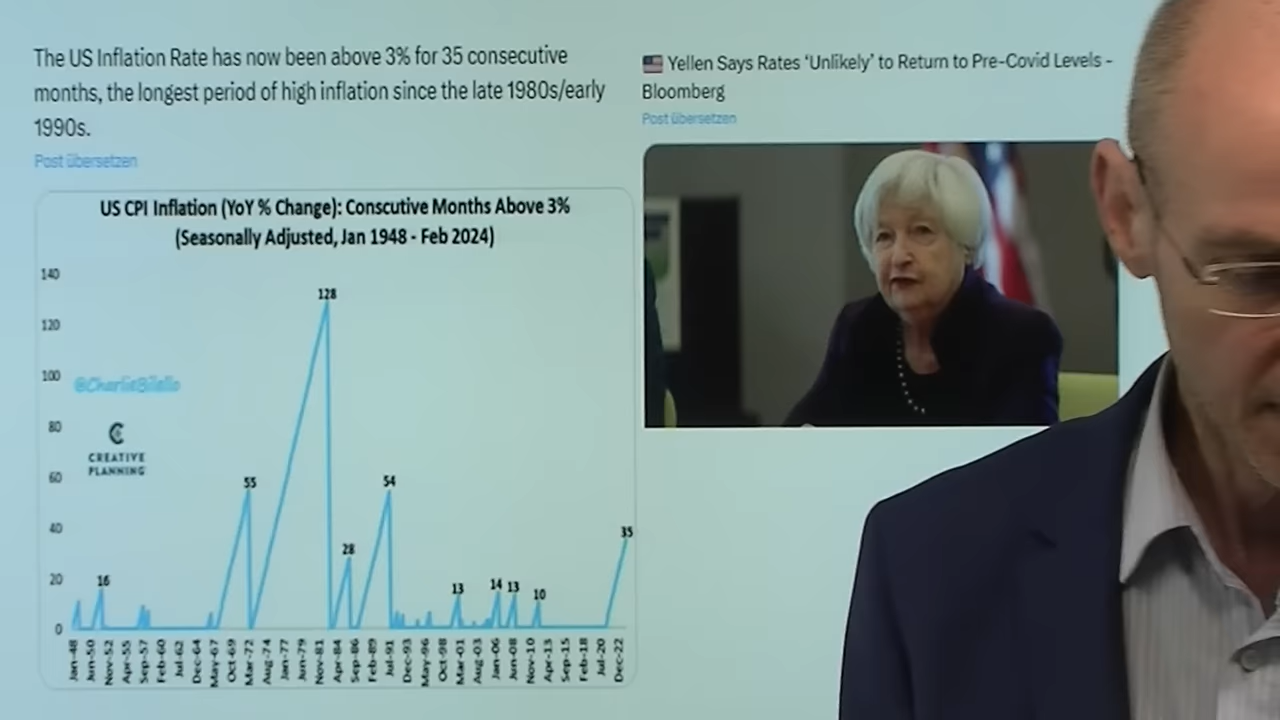 The US Inflation Rate has now been above 3% for 35 consecutive
months, the longest period of high inflation since the late 1980s/early
1990s.
Post übersetzen
US CPI Inflation (YoY % Change): Conscutive Months Above 3%
(Seasonally Adjusted, Jan 1948 - Feb 2024)
140
120
100
80
60
40
20
0
@CharlieBilello
CREATIVE
PLANNING
16
55
128
28
54
13
14
13
10
35
Jan-48
Jun-50
Nov-52
Apr-55
Sep-57
Feb-60
Jul-62
Dec-64
May-67
Oct-69
Mar-72
Aug-74
Jan-77
Jun-79
Nov-81
Apr-84
Sep-86
Feb-89
Jul-91
Dec-93
May-96
Oct-98
Mar-01
Aug-03
Jan-06
Jun-08
Nov-10
Apr-13
Sep-15
Feb-18
Jul-20
Dec-22
Yellen Says Rates ‘Unlikely’ to Return to Pre-Covid Levels -
Bloomberg
Post übersetzen